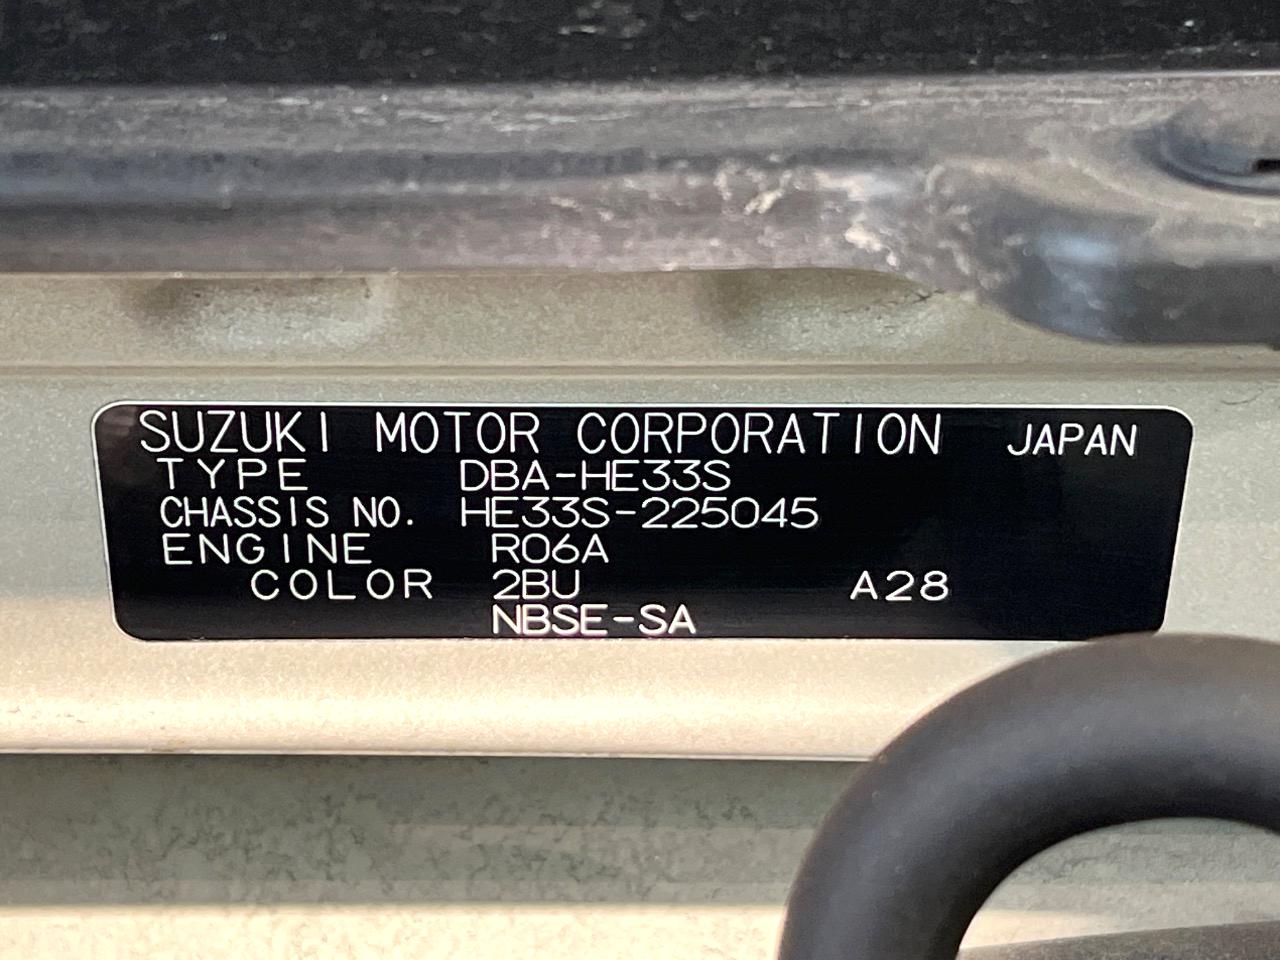 SUZUKI MOTOR CORPORATION JAPAN
TYPE DBA-HE33S
CHASSIS NO. HE33S-225045
ENGINE R06A
COLOR 2BU A28
NBSE-SA